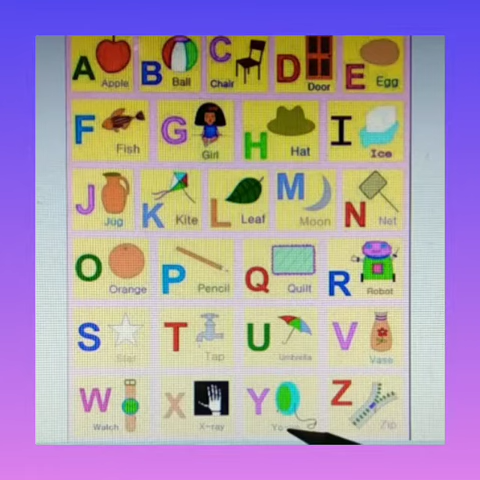 A Apple B Ball C Chair D Door E Egg
F Fish G Girl H Hat I Ice
J Jug K Kite L Leaf M Moon N Net
O Orange P Pencil Q Quilt R Robot
S Star T Tap U Umbrella V Vase
W Watch X X-ray Y Z Zip